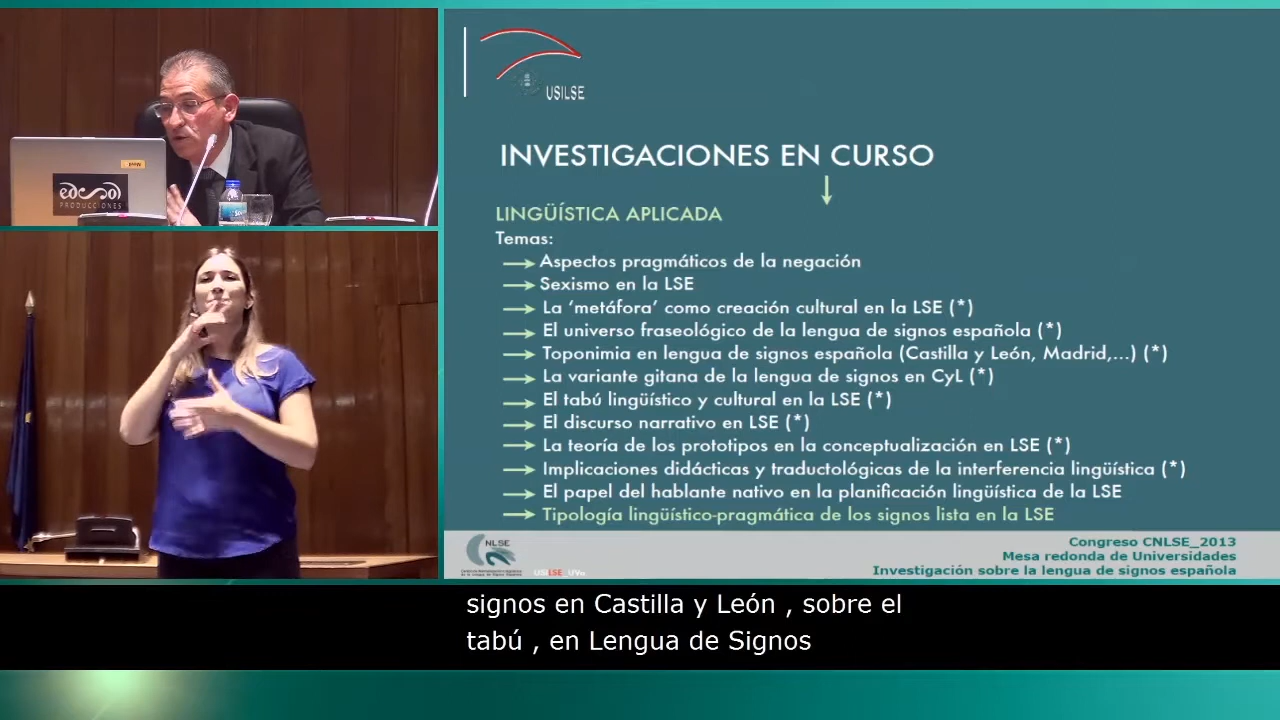 PRODUCCIONES
USILSE
INVESTIGACIONES EN CURSO
LINGÜÍSTICA APLICADA
Temas:
Aspectos pragmáticos de la negación
Sexismo en la LSE
La ‘metáfora’ como creación cultural en la LSE (*)
El universo fraseológico de la lengua de signos española (*)
Toponimia en lengua de signos española (Castilla y León, Madrid,...) (*)
La variante gitana de la lengua de signos en CyL (*)
El tabú lingüístico y cultural en la LSE (*)
El discurso narrativo en LSE (*)
La teoría de los prototipos en la conceptualización en LSE (*)
Implicaciones didácticas y traductológicas de la interferencia lingüística (*)
El papel del hablante nativo en la planificación lingüística de la LSE
Tipología lingüístico-pragmática de los signos lista en la LSE
CNLSE
USILSE
Congreso CNLSE_2013
Mesa redonda de Universidades
Investigación sobre la lengua de signos española
signos en Castilla y León , sobre el
tabú , en Lengua de Signos